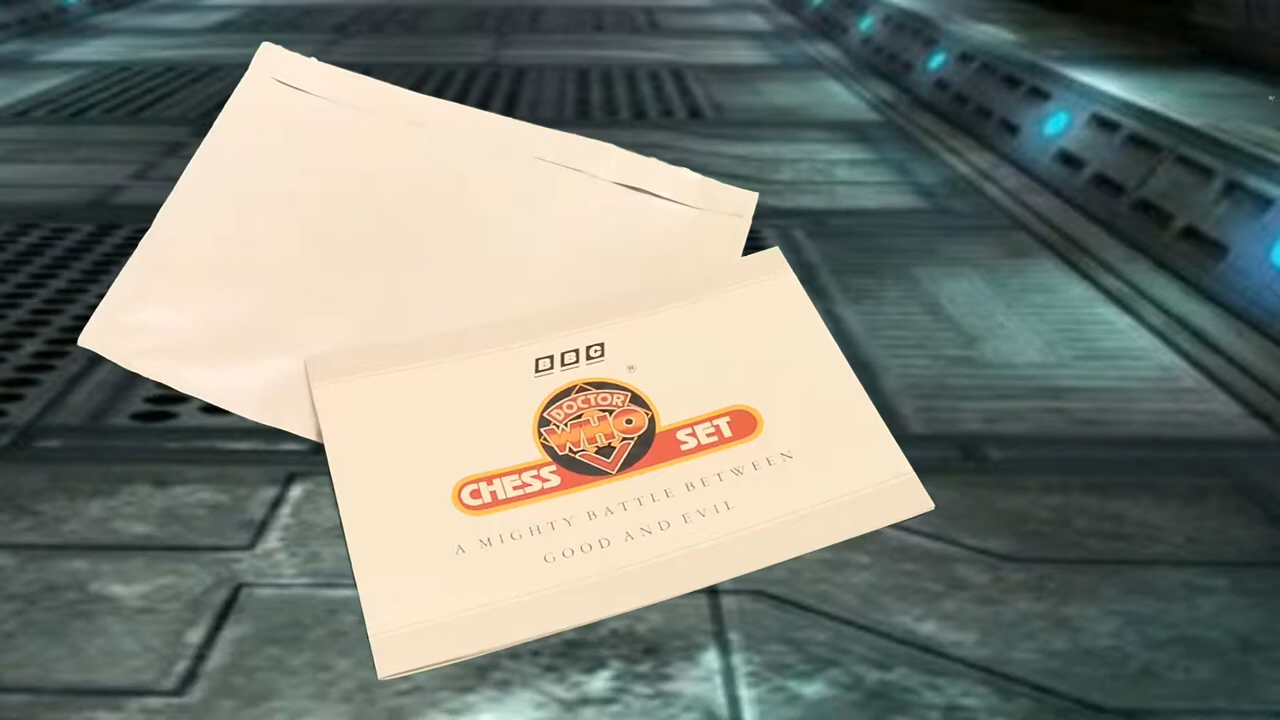 BBC
®
DOCTOR
WHO
CHESS SET
A MIGHTY BATTLE BETWEEN
GOOD AND EVIL